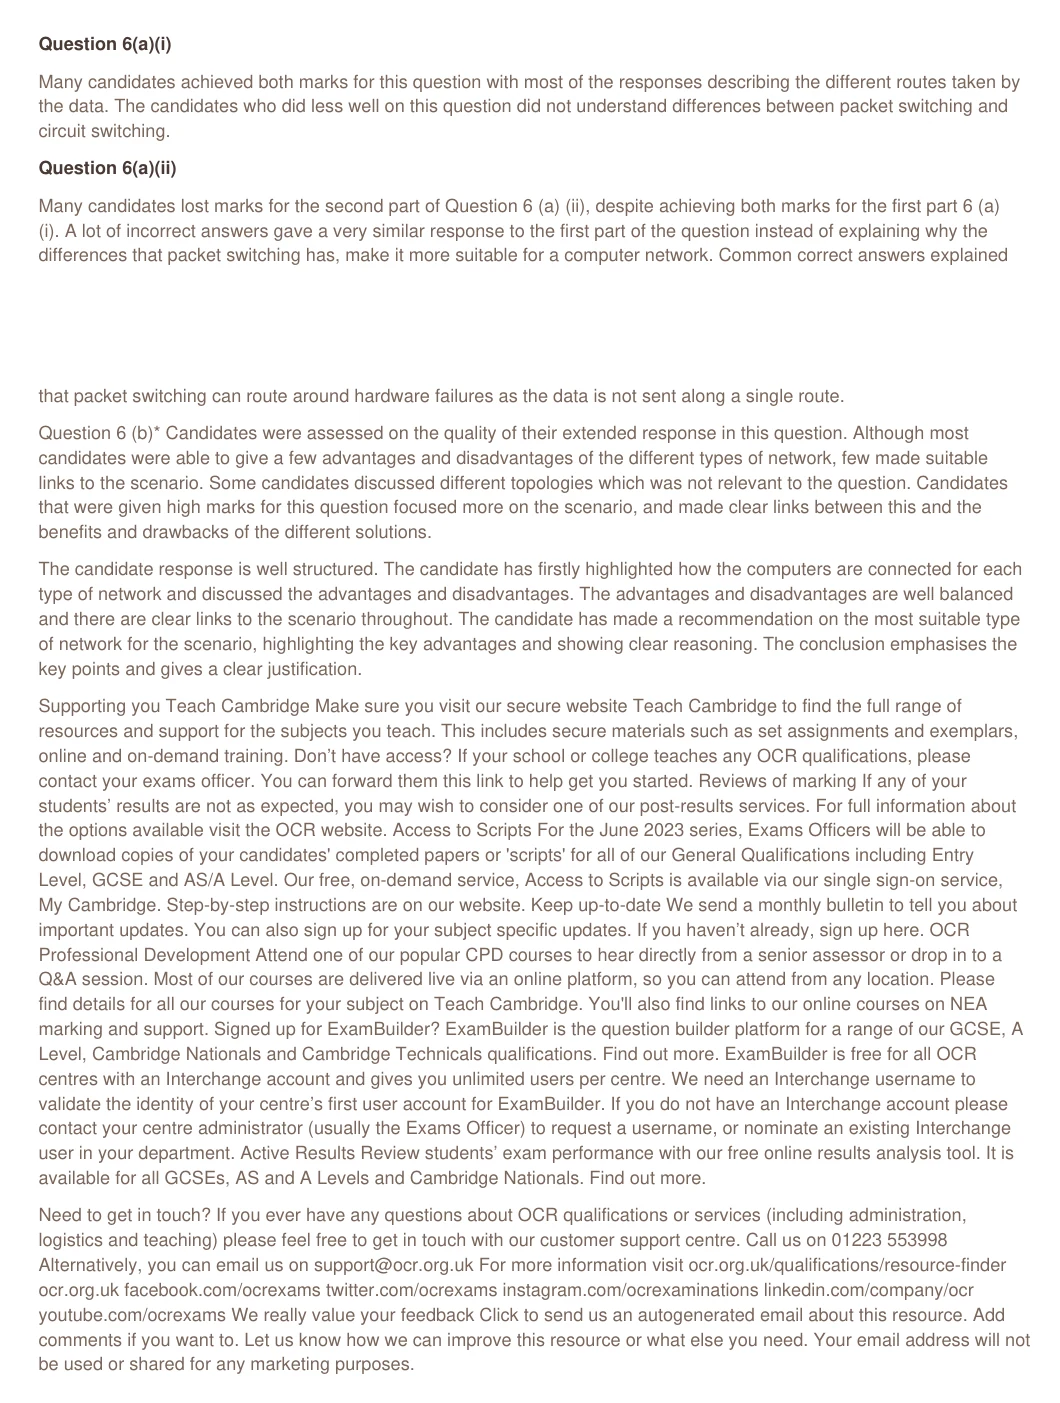 Question 6(a)(i)
Many candidates achieved both marks for this question with most of the responses describing the different routes taken by
the data. The candidates who did less well on this question did not understand differences between packet switching and
circuit switching.
Question 6(a)(ii)
Many candidates lost marks for the second part of Question 6 (a) (ii), despite achieving both marks for the first part 6 (a)
(i). A lot of incorrect answers gave a very similar response to the first part of the question instead of explaining why the
differences that packet switching has, make it more suitable for a computer network. Common correct answers explained
that packet switching can route around hardware failures as the data is not sent along a single route.
Question 6 (b)* Candidates were assessed on the quality of their extended response in this question. Although most
candidates were able to give a few advantages and disadvantages of the different types of network, few made suitable
links to the scenario. Some candidates discussed different topologies which was not relevant to the question. Candidates
that were given high marks for this question focused more on the scenario, and made clear links between this and the
benefits and drawbacks of the different solutions.
The candidate response is well structured. The candidate has firstly highlighted how the computers are connected for each
type of network and discussed the advantages and disadvantages. The advantages and disadvantages are well balanced
and there are clear links to the scenario throughout. The candidate has made a recommendation on the most suitable type
of network for the scenario, highlighting the key advantages and showing clear reasoning. The conclusion emphasises the
key points and gives a clear justification.
Supporting you Teach Cambridge Make sure you visit our secure website Teach Cambridge to find the full range of
resources and support for the subjects you teach. This includes secure materials such as set assignments and exemplars,
online and on-demand training. Don’t have access? If your school or college teaches any OCR qualifications, please
contact your exams officer. You can forward them this link to help get you started. Reviews of marking If any of your
students’ results are not as expected, you may wish to consider one of our post-results services. For full information about
the options available visit the OCR website. Access to Scripts For the June 2023 series, Exams Officers will be able to
download copies of your candidates' completed papers or 'scripts' for all of our General Qualifications including Entry
Level, GCSE and AS/A Level. Our free, on-demand service, Access to Scripts is available via our single sign-on service,
My Cambridge. Step-by-step instructions are on our website. Keep up-to-date We send a monthly bulletin to tell you about
important updates. You can also sign up for your subject specific updates. If you haven’t already, sign up here. OCR
Professional Development Attend one of our popular CPD courses to hear directly from a senior assessor or drop in to a
Q&A session. Most of our courses are delivered live via an online platform, so you can attend from any location. Please
find details for all our courses for your subject on Teach Cambridge. You'll also find links to our online courses on NEA
marking and support. Signed up for ExamBuilder? ExamBuilder is the question builder platform for a range of our GCSE, A
Level, Cambridge Nationals and Cambridge Technicals qualifications. Find out more. ExamBuilder is free for all OCR
centres with an Interchange account and gives you unlimited users per centre. We need an Interchange username to
validate the identity of your centre’s first user account for ExamBuilder. If you do not have an Interchange account please
contact your centre administrator (usually the Exams Officer) to request a username, or nominate an existing Interchange
user in your department. Active Results Review students’ exam performance with our free online results analysis tool. It is
available for all GCSEs, AS and A Levels and Cambridge Nationals. Find out more.
Need to get in touch? If you ever have any questions about OCR qualifications or services (including administration,
logistics and teaching) please feel free to get in touch with our customer support centre. Call us on 01223 553998
Alternatively, you can email us on support@ocr.org.uk For more information visit ocr.org.uk/qualifications/resource-finder
ocr.org.uk facebook.com/ocrexams twitter.com/ocrexams instagram.com/ocrexaminations linkedin.com/company/ocr
youtube.com/ocrexams We really value your feedback Click to send us an autogenerated email about this resource. Add
comments if you want to. Let us know how we can improve this resource or what else you need. Your email address will not
be used or shared for any marketing purposes.